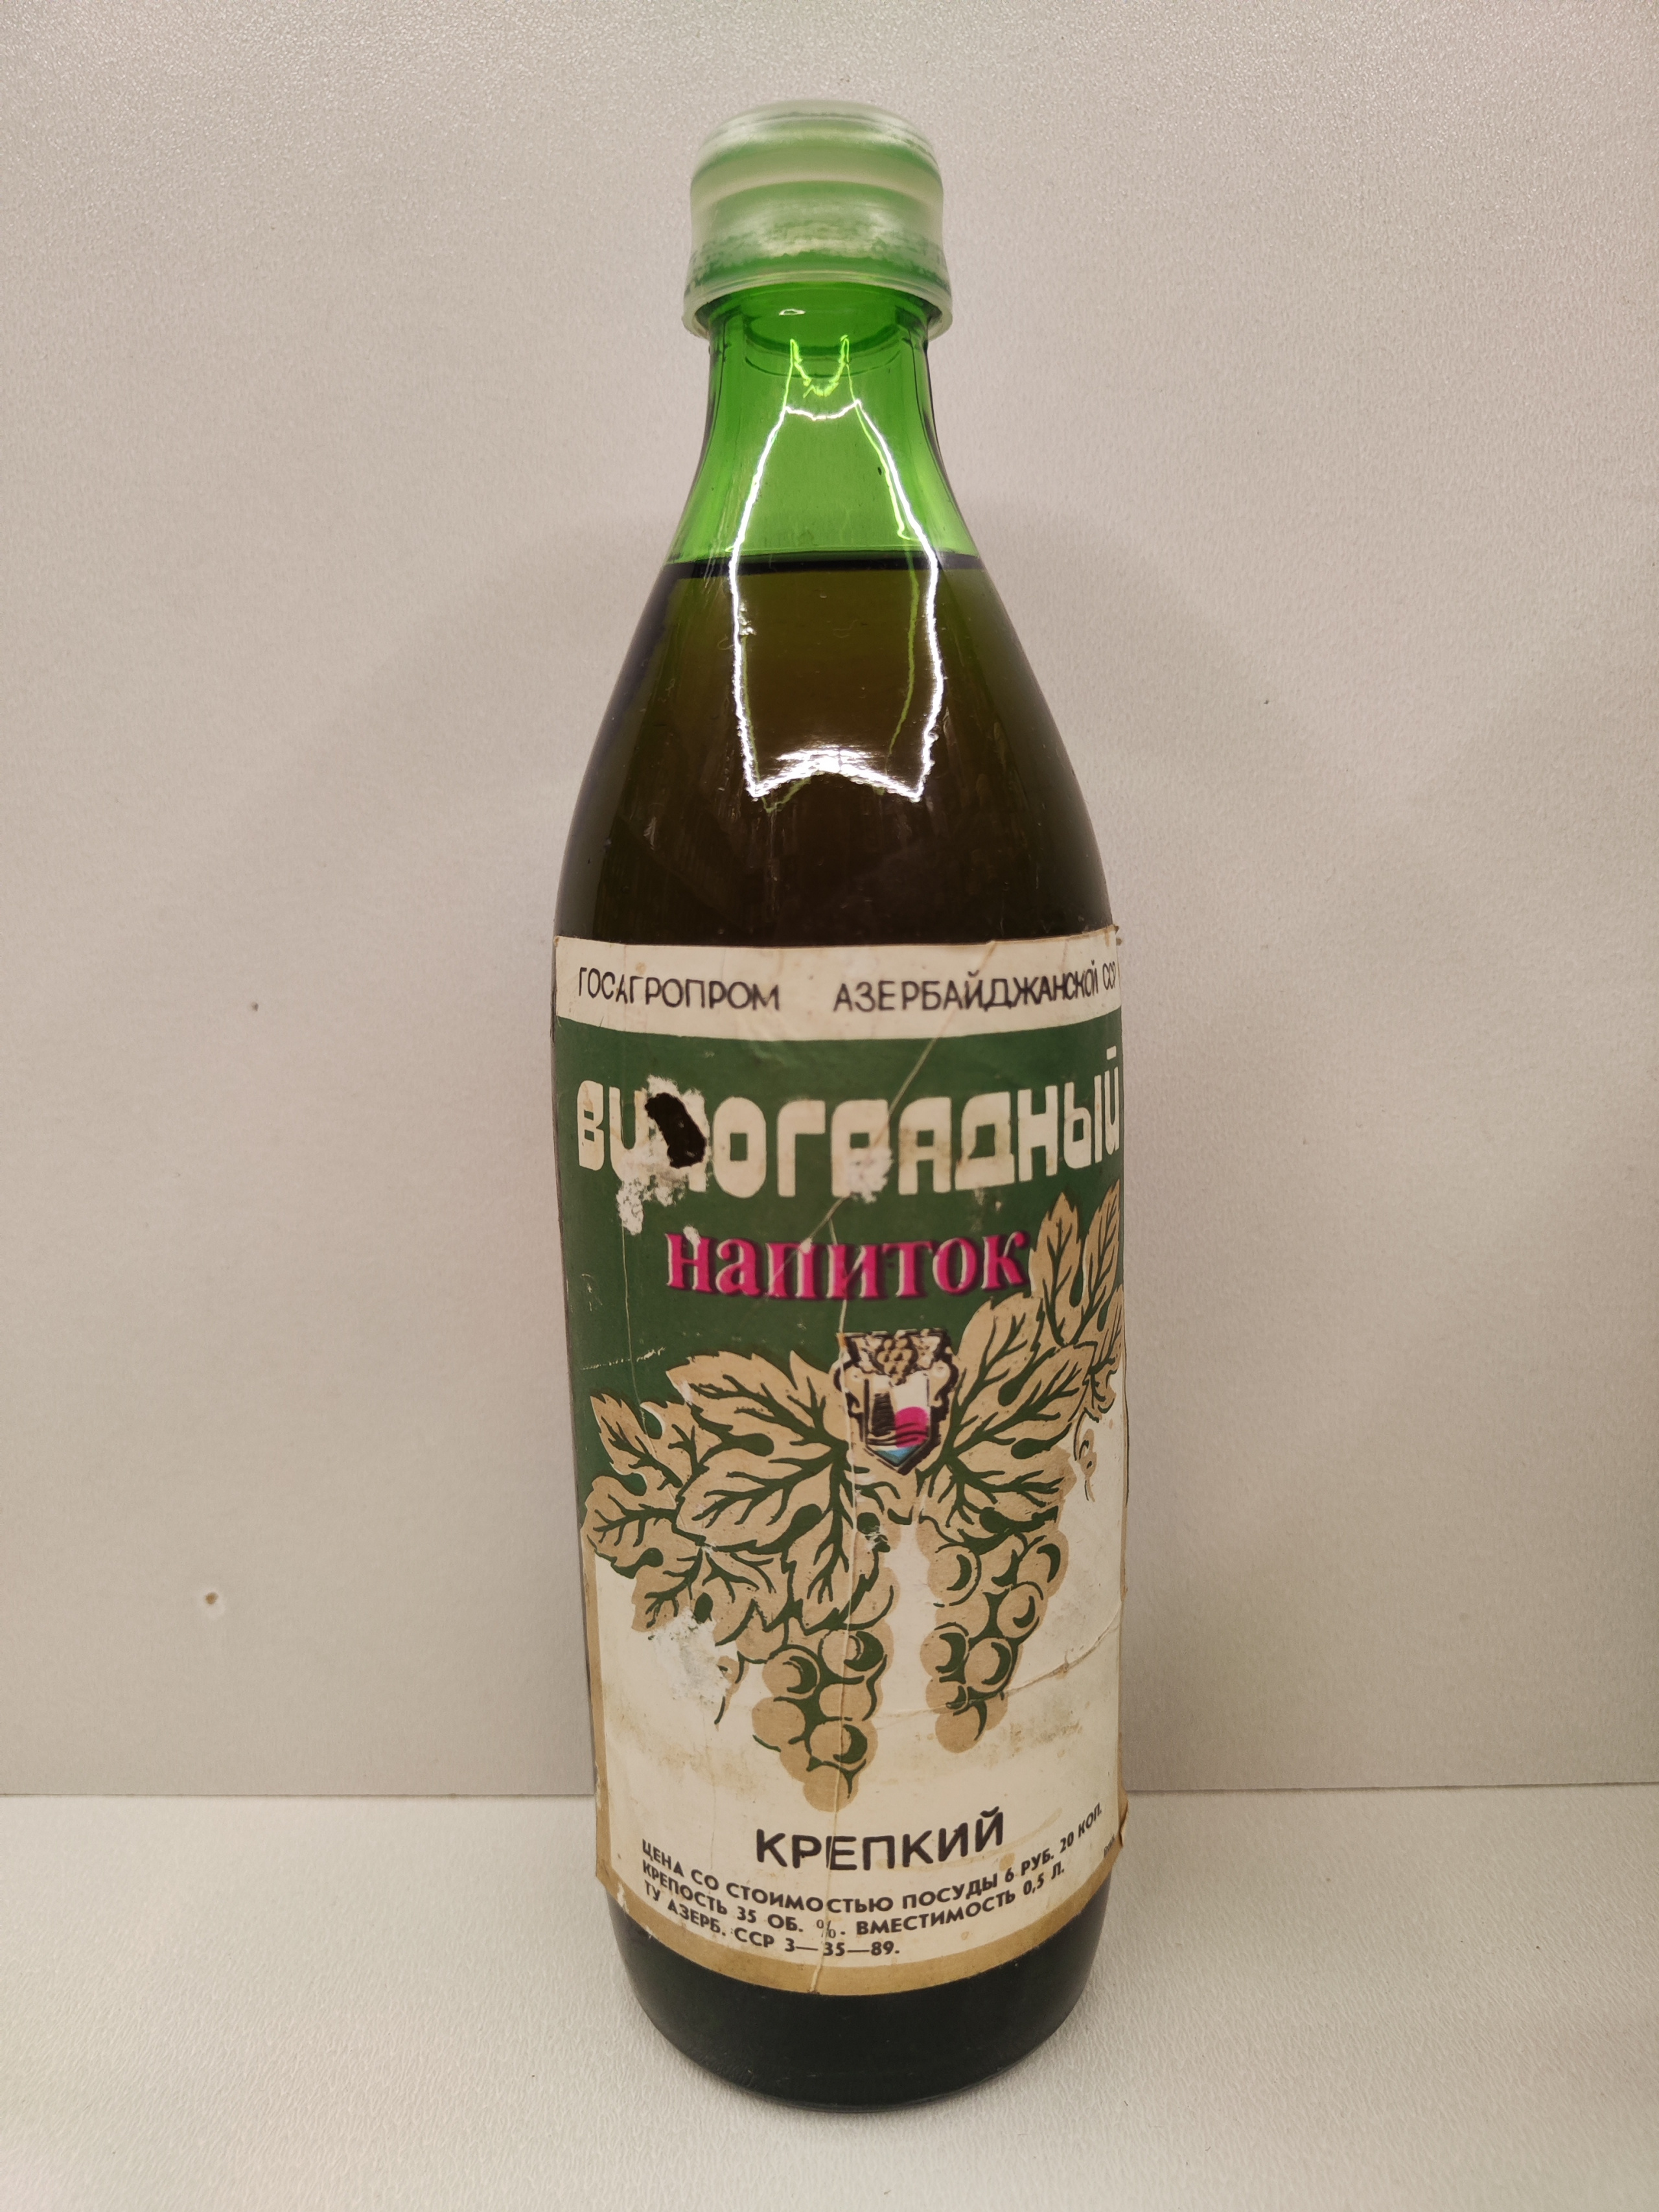 ГОСАГРОПРОМ АЗЕРБАЙДЖАНСКОЙ ССР
ВИНОГРАДНЫЙ
напиток
КРЕПКИЙ
ЦЕНА СО СТОИМОСТЬЮ ПОСУДЫ 6 РУБ. 20 КОП.
КРЕПОСТЬ 35 ОБ. %. ВМЕСТИМОСТЬ 0,5 Л.
ТУ АЗЕРБ. ССР 3—35—89.